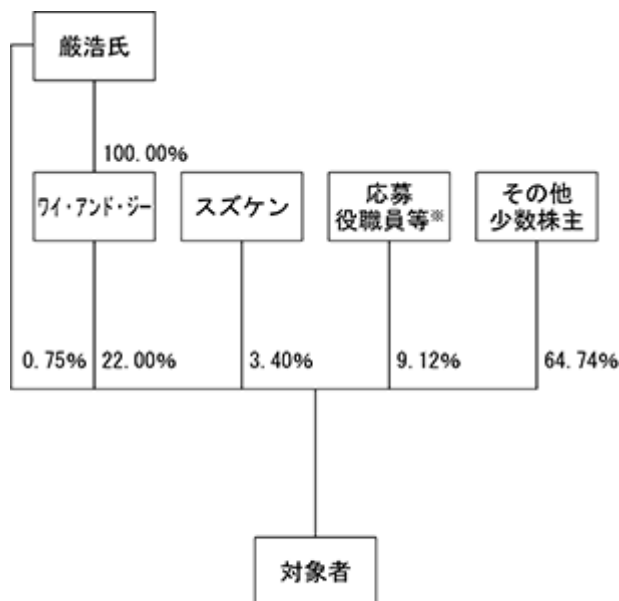 厳浩氏
100.00%
ワイ・アンド・ジー
スズケン
応募
役職員等※
その他
少数株主
0.75%
22.00%
3.40%
9.12%
64.74%
対象者